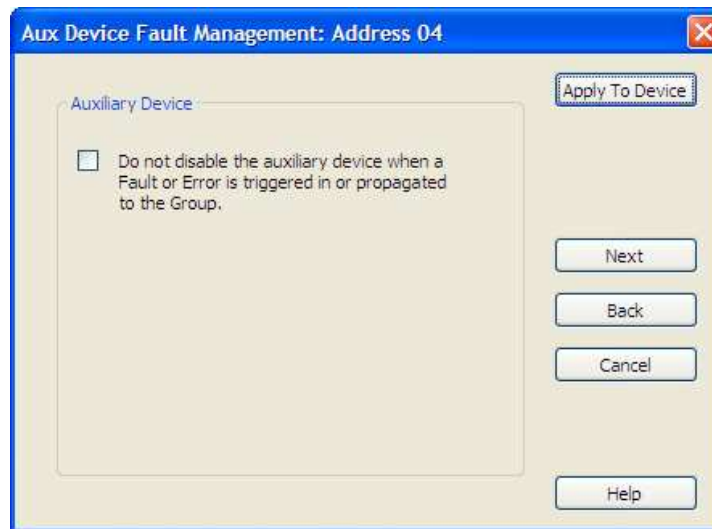 Aux Device Fault Management: Address 04
Auxiliary Device
Apply To Device
Do not disable the auxiliary device when a
Fault or Error is triggered in or propagated
to the Group.
Next
Back
Cancel
Help